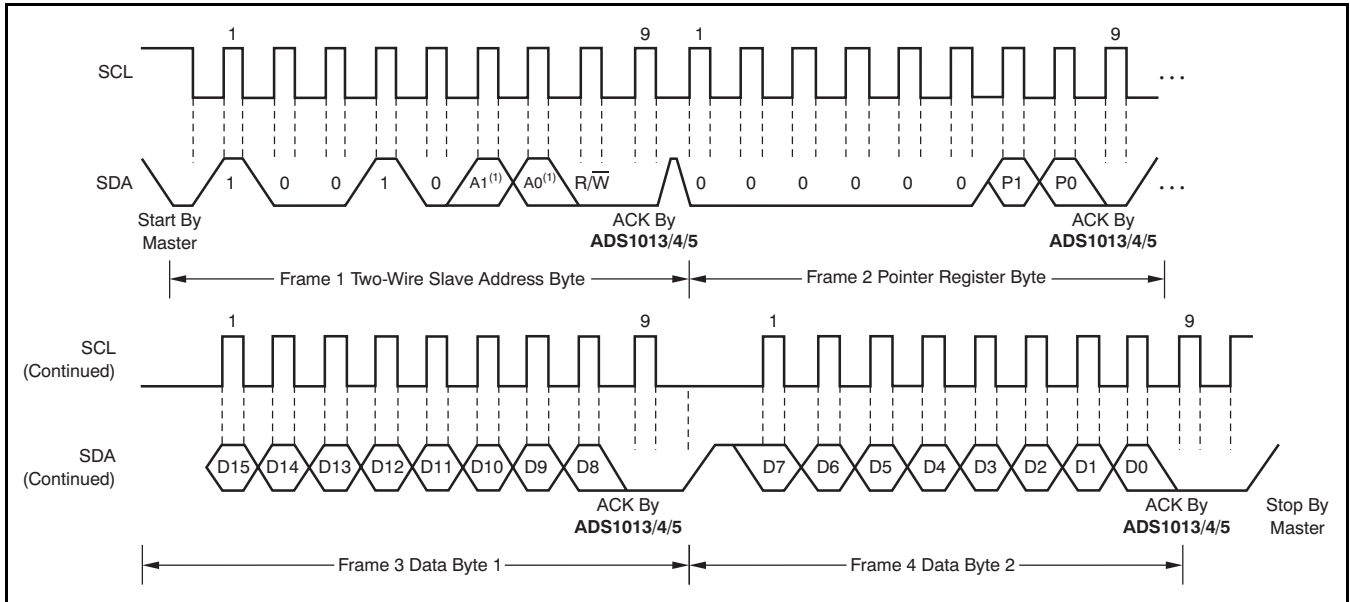 1 9 1 9
SCL ...
SDA 1 0 0 1 0 A1(1) A0(1) R/W̅ 0 0 0 0 0 0 P1 P0 ...
Start By Master
ACK By ADS1013/4/5
ACK By ADS1013/4/5
Frame 1 Two-Wire Slave Address Byte
Frame 2 Pointer Register Byte
1 9 1 9
SCL (Continued)
SDA (Continued)
D15 D14 D13 D12 D11 D10 D9 D8 D7 D6 D5 D4 D3 D2 D1 D0
ACK By ADS1013/4/5
ACK By ADS1013/4/5
Stop By Master
Frame 3 Data Byte 1
Frame 4 Data Byte 2